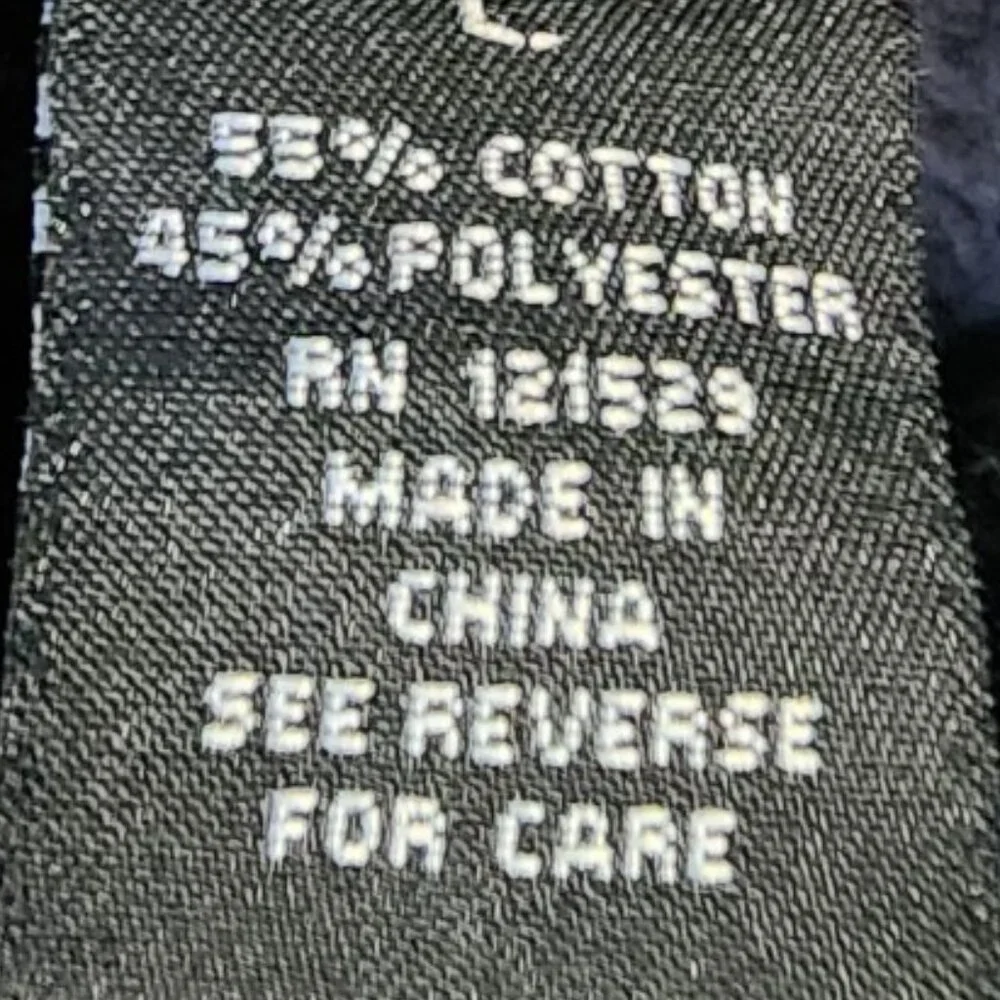 L.
55% COTTON
45% POLYESTER
RN 121529
MADE IN
CHINA
SEE REVERSE
FOR CARE